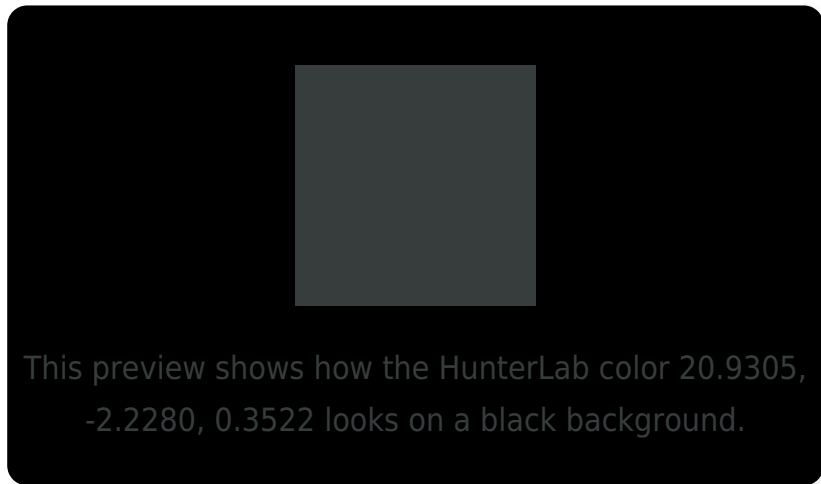 This preview shows how the HunterLab color 20.9305,
-2.2280, 0.3522 looks on a black background.